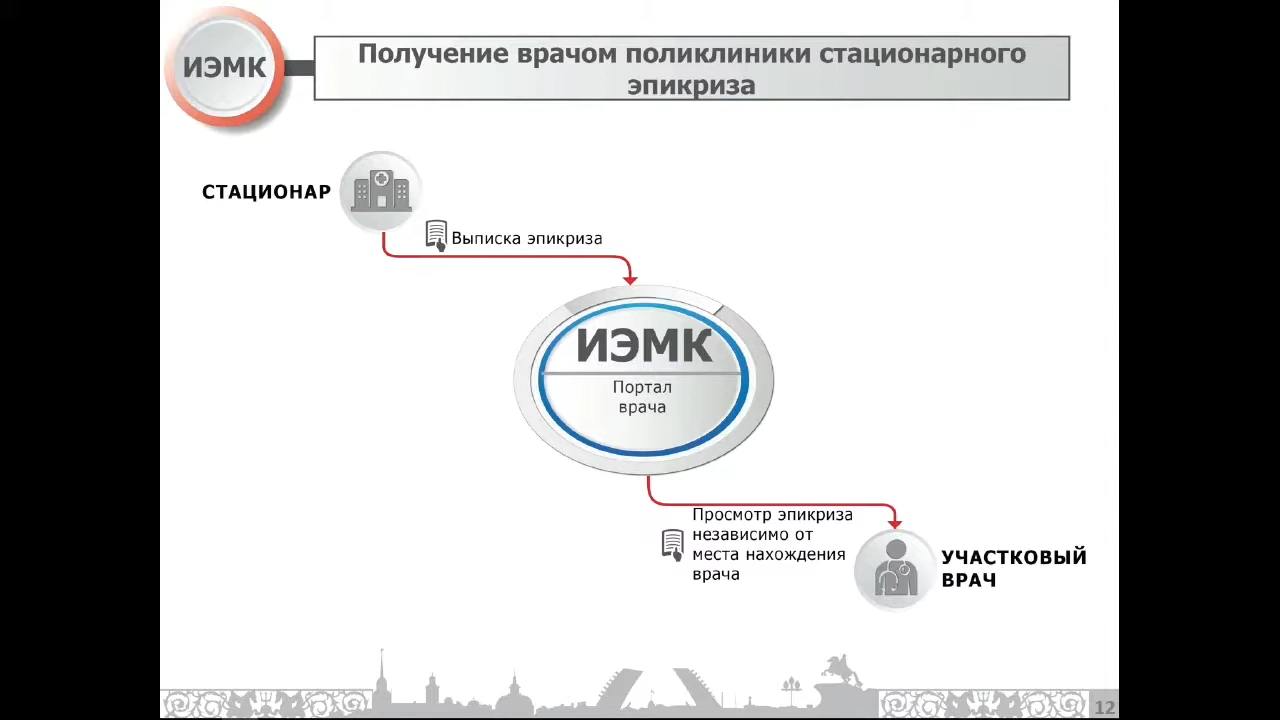 ИЭМК
Получение врачом поликлиники стационарного
эпикриза
СТАЦИОНАР
Выписка эпикриза
ИЭМК
Портал
врача
Просмотр эпикриза
независимо от
места нахождения
врача
УЧАСТКОВЫЙ
ВРАЧ
12